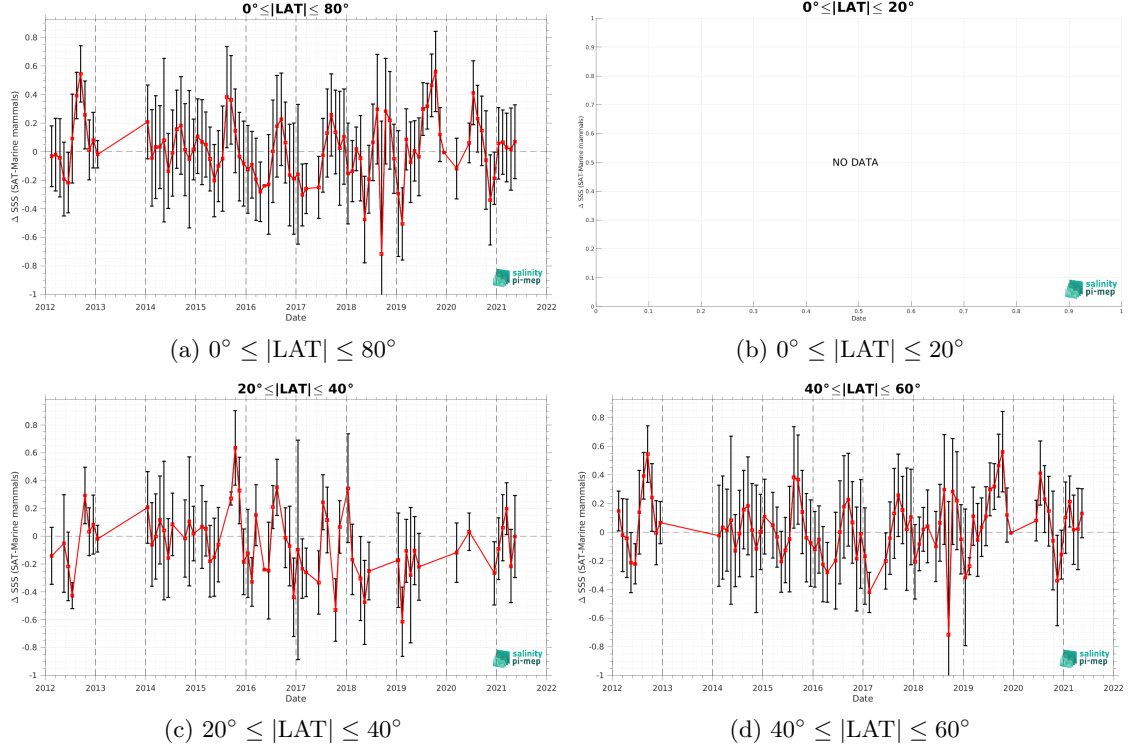 0°≤|LAT|≤ 80°
Δ SSS (SAT-Marine mammals)
0.8
0.6
0.4
0.2
0
-0.2
-0.4
-0.6
-0.8
-1
2012 2013 2014 2015 2016 2017 2018 2019 2020 2021 2022
Date
salinity
pi-mep
(a) 0° ≤ |LAT| ≤ 80°
0°≤|LAT|≤ 20°
Δ SSS (SAT-Marine mammals)
1
0.9
0.8
0.7
0.6
0.5
0.4
0.3
0.2
0.1
0
NO DATA
0 0.1 0.2 0.3 0.4 0.5 0.6 0.7 0.8 0.9 1
Date
salinity
pi-mep
(b) 0° ≤ |LAT| ≤ 20°
20°≤|LAT|≤ 40°
Δ SSS (SAT-Marine mammals)
0.8
0.6
0.4
0.2
0
-0.2
-0.4
-0.6
-0.8
-1
2012 2013 2014 2015 2016 2017 2018 2019 2020 2021 2022
Date
salinity
pi-mep
(c) 20° ≤ |LAT| ≤ 40°
40°≤|LAT|≤ 60°
Δ SSS (SAT-Marine mammals)
0.8
0.6
0.4
0.2
0
-0.2
-0.4
-0.6
-0.8
-1
2012 2013 2014 2015 2016 2017 2018 2019 2020 2021 2022
Date
salinity
pi-mep
(d) 40° ≤ |LAT| ≤ 60°